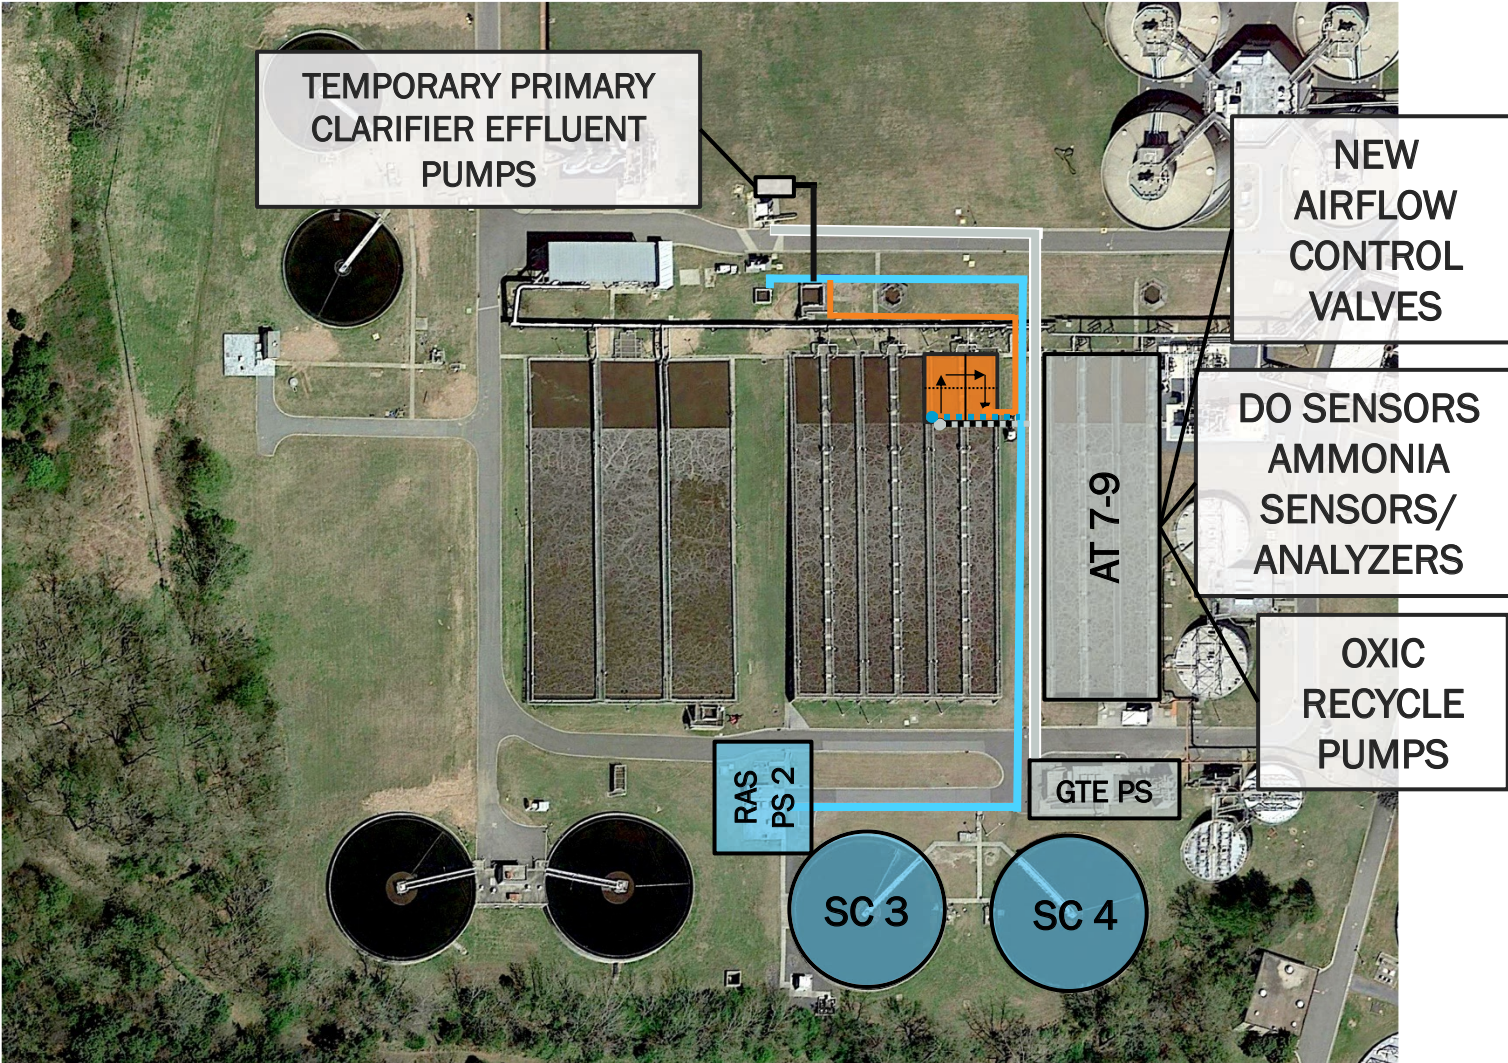 TEMPORARY PRIMARY
CLARIFIER EFFLUENT
PUMPS
NEW
AIRFLOW
CONTROL
VALVES
DO SENSORS
AMMONIA
SENSORS/
ANALYZERS
AT 7-9
OXIC
RECYCLE
PUMPS
RAS
PS 2
GTE PS
SC 3
SC 4